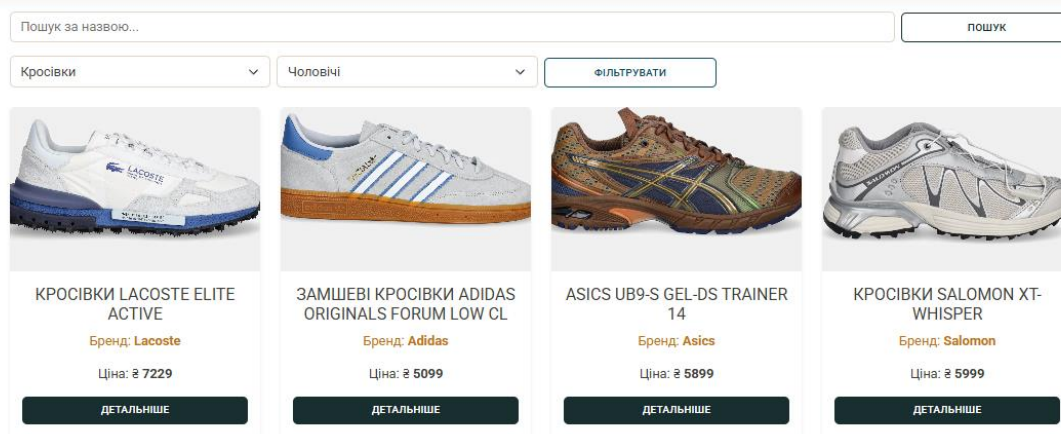 Пошук за назвою...
ПОШУК
Кросівки
Чоловічі
ФІЛЬТРУВАТИ
LACOSTE
SALOMON
КРОСІВКИ LACOSTE ELITE
ACTIVE
Бренд: Lacoste
Ціна: ₴ 7229
ДЕТАЛЬНІШЕ
ЗАМШЕВІ КРОСІВКИ ADIDAS
ORIGINALS FORUM LOW CL
Бренд: Adidas
Ціна: ₴ 5099
ДЕТАЛЬНІШЕ
ASICS UB9-S GEL-DS TRAINER
14
Бренд: Asics
Ціна: ₴ 5899
ДЕТАЛЬНІШЕ
КРОСІВКИ SALOMON XT-
WHISPER
Бренд: Salomon
Ціна: ₴ 5999
ДЕТАЛЬНІШЕ